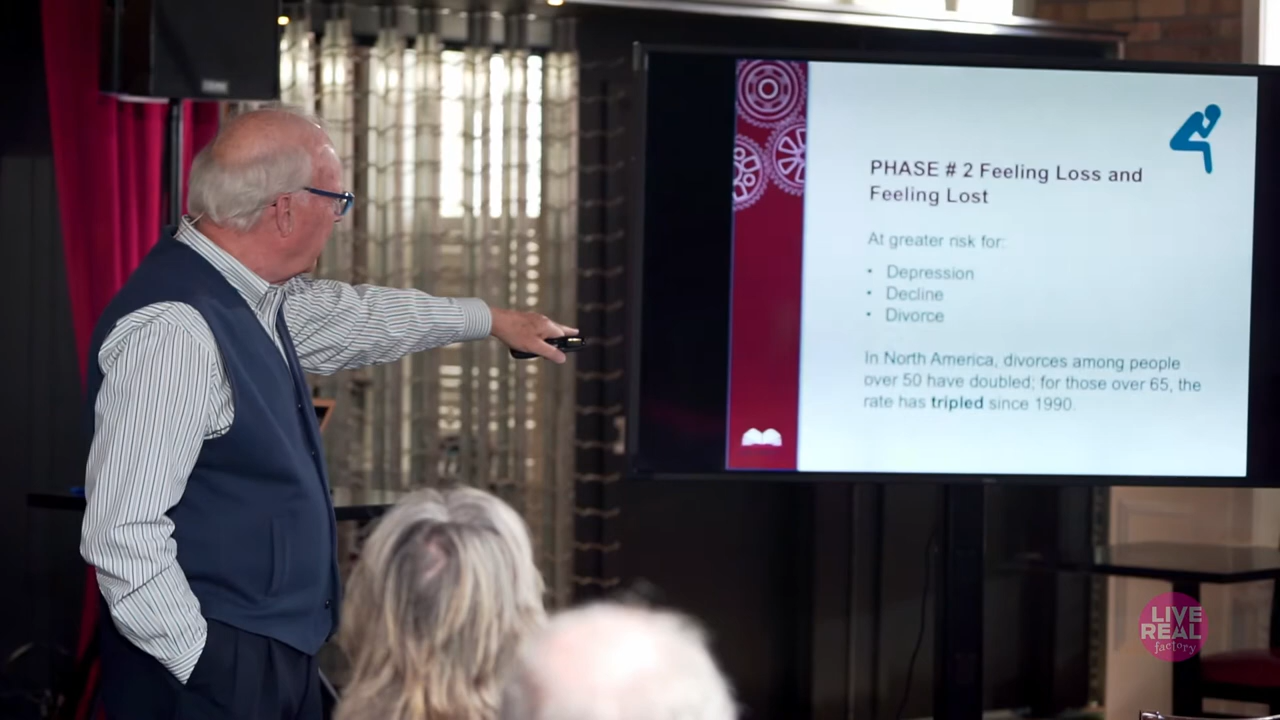 PHASE # 2 Feeling Loss and
Feeling Lost
At greater risk for:
• Depression
• Decline
• Divorce
In North America, divorces among people
over 50 have doubled; for those over 65, the
rate has tripled since 1990.
LIVE
REAL
factory